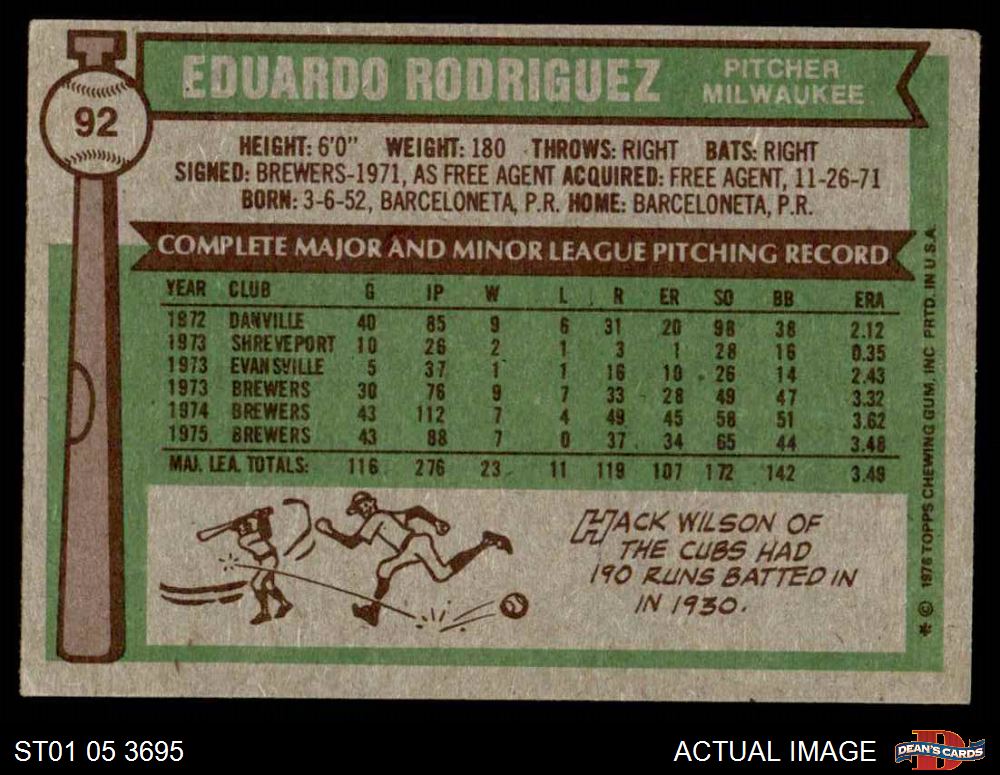 92
EDUARDO RODRIGUEZ
PITCHER
MILWAUKEE
HEIGHT: 6'0" WEIGHT: 180 THROWS: RIGHT BATS: RIGHT
SIGNED: BREWERS-1971, AS FREE AGENT ACQUIRED: FREE AGENT, 11-26-71
BORN: 3-6-52, BARCELONETA, P.R. HOME: BARCELONETA, P.R.
COMPLETE MAJOR AND MINOR LEAGUE PITCHING RECORD
YEAR CLUB G IP W L R ER SO BB ERA
1972 DANVILLE 40 85 9 6 31 20 98 38 2.12
1973 SHREVEPORT 10 26 2 1 3 1 28 16 0.35
1973 EVANSVILLE 5 37 1 1 16 10 26 14 2.43
1973 BREWERS 30 76 9 7 33 28 49 47 3.32
1974 BREWERS 43 112 7 4 49 45 58 51 3.62
1975 BREWERS 43 88 7 0 37 34 65 44 3.48
MAJ. LEA. TOTALS: 116 276 23 11 119 107 172 142 3.49
HACK WILSON OF
THE CUBS HAD
190 RUNS BATTED IN
IN 1930.
* © 1976 TOPPS CHEWING GUM, INC PRTD. IN U.S.A.
ST01 05 3695
ACTUAL IMAGE
D
DEAN'S CARDS